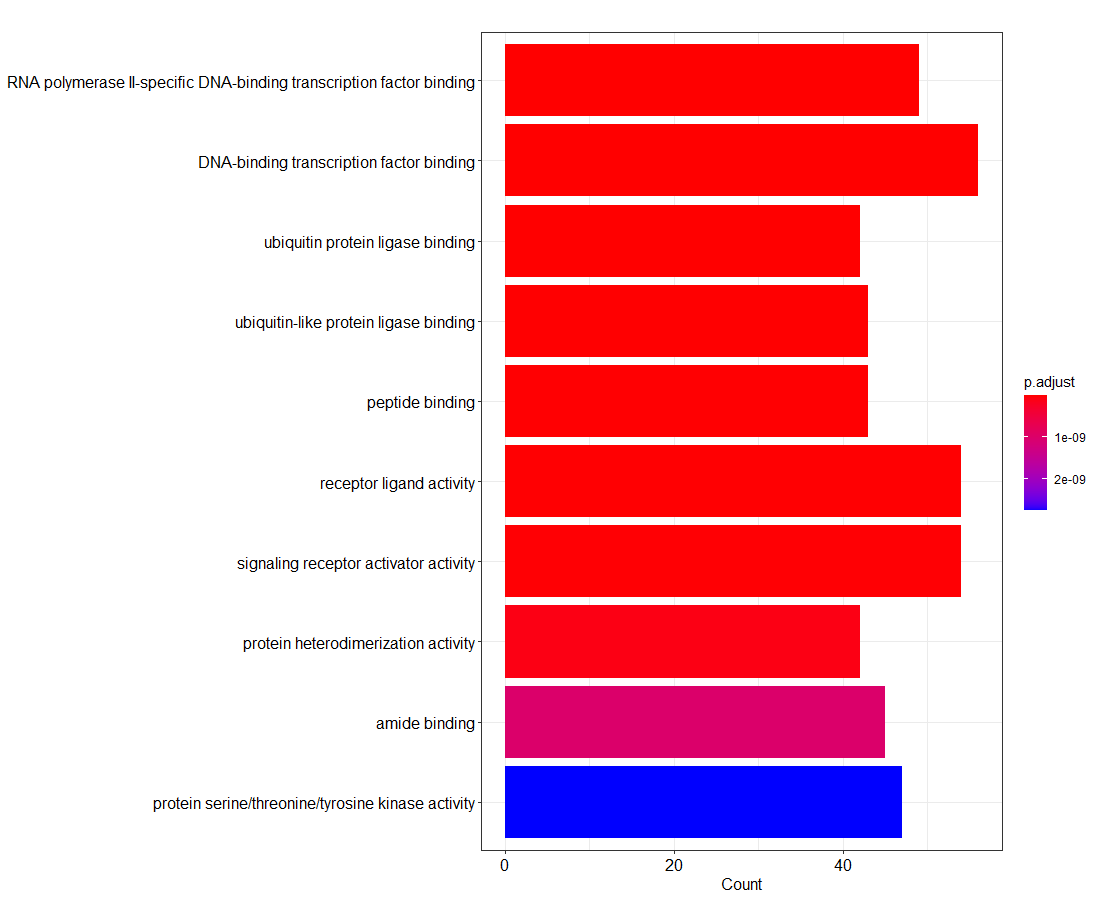 RNA polymerase II-specific DNA-binding transcription factor binding
DNA-binding transcription factor binding
ubiquitin protein ligase binding
ubiquitin-like protein ligase binding
peptide binding
receptor ligand activity
signaling receptor activator activity
protein heterodimerization activity
amide binding
protein serine/threonine/tyrosine kinase activity
0 20 40
Count
p.adjust
1e-09
2e-09